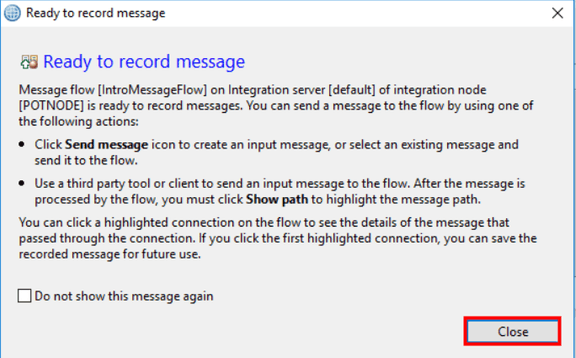 Ready to record message
Ready to record message
Message flow [IntroMessageFlow] on Integration server [default] of integration node
[POTNODE] is ready to record messages. You can send a message to the flow by using one of
the following actions:
• Click Send message icon to create an input message, or select an existing message and
send it to the flow.
• Use a third party tool or client to send an input message to the flow. After the message is
processed by the flow, you must click Show path to highlight the message path.
You can click a highlighted connection on the flow to see the details of the message that
passed through the connection. If you click the first highlighted connection, you can save the
recorded message for future use.
Do not show this message again
Close